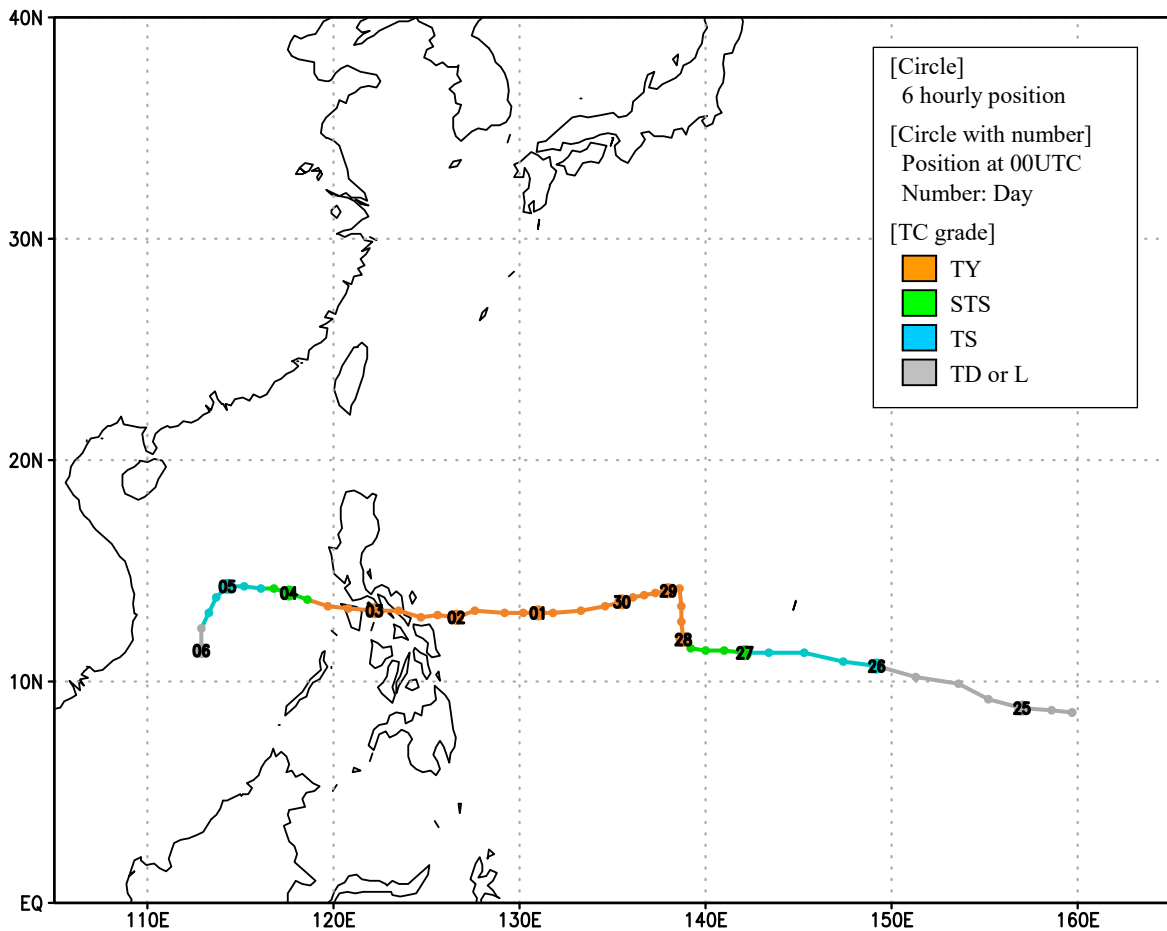 40N
[Circle]
6 hourly position
[Circle with number]
Position at 00UTC
Number: Day
[TC grade]
TY
STS
TS
TD or L
30N
20N
10N
EQ
05
04
03
02
01
30
29
28
27
26
25
06
110E 120E 130E 140E 150E 160E